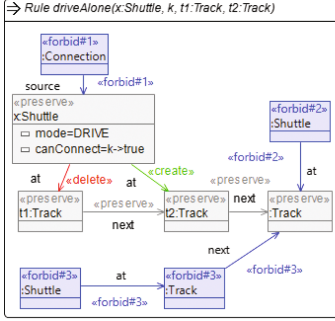 Rule driveAlone(x:Shuttle, k, t1:Track, t2:Track)
«forbid#1»
:Connection
«forbid#1»
source
«preserve»
x:Shuttle
mode=DRIVE
canConnect=k->true
«forbid#2»
:Shuttle
«forbid#2»
at
«delete»
at
«create»
at
«preserve»
t1:Track
«preserve»
next
«preserve»
t2:Track
next
«preserve»
«preserve»
:Track
next
«forbid#3»
«forbid#3»
:Shuttle
at
«forbid#3»
«forbid#3»
:Track